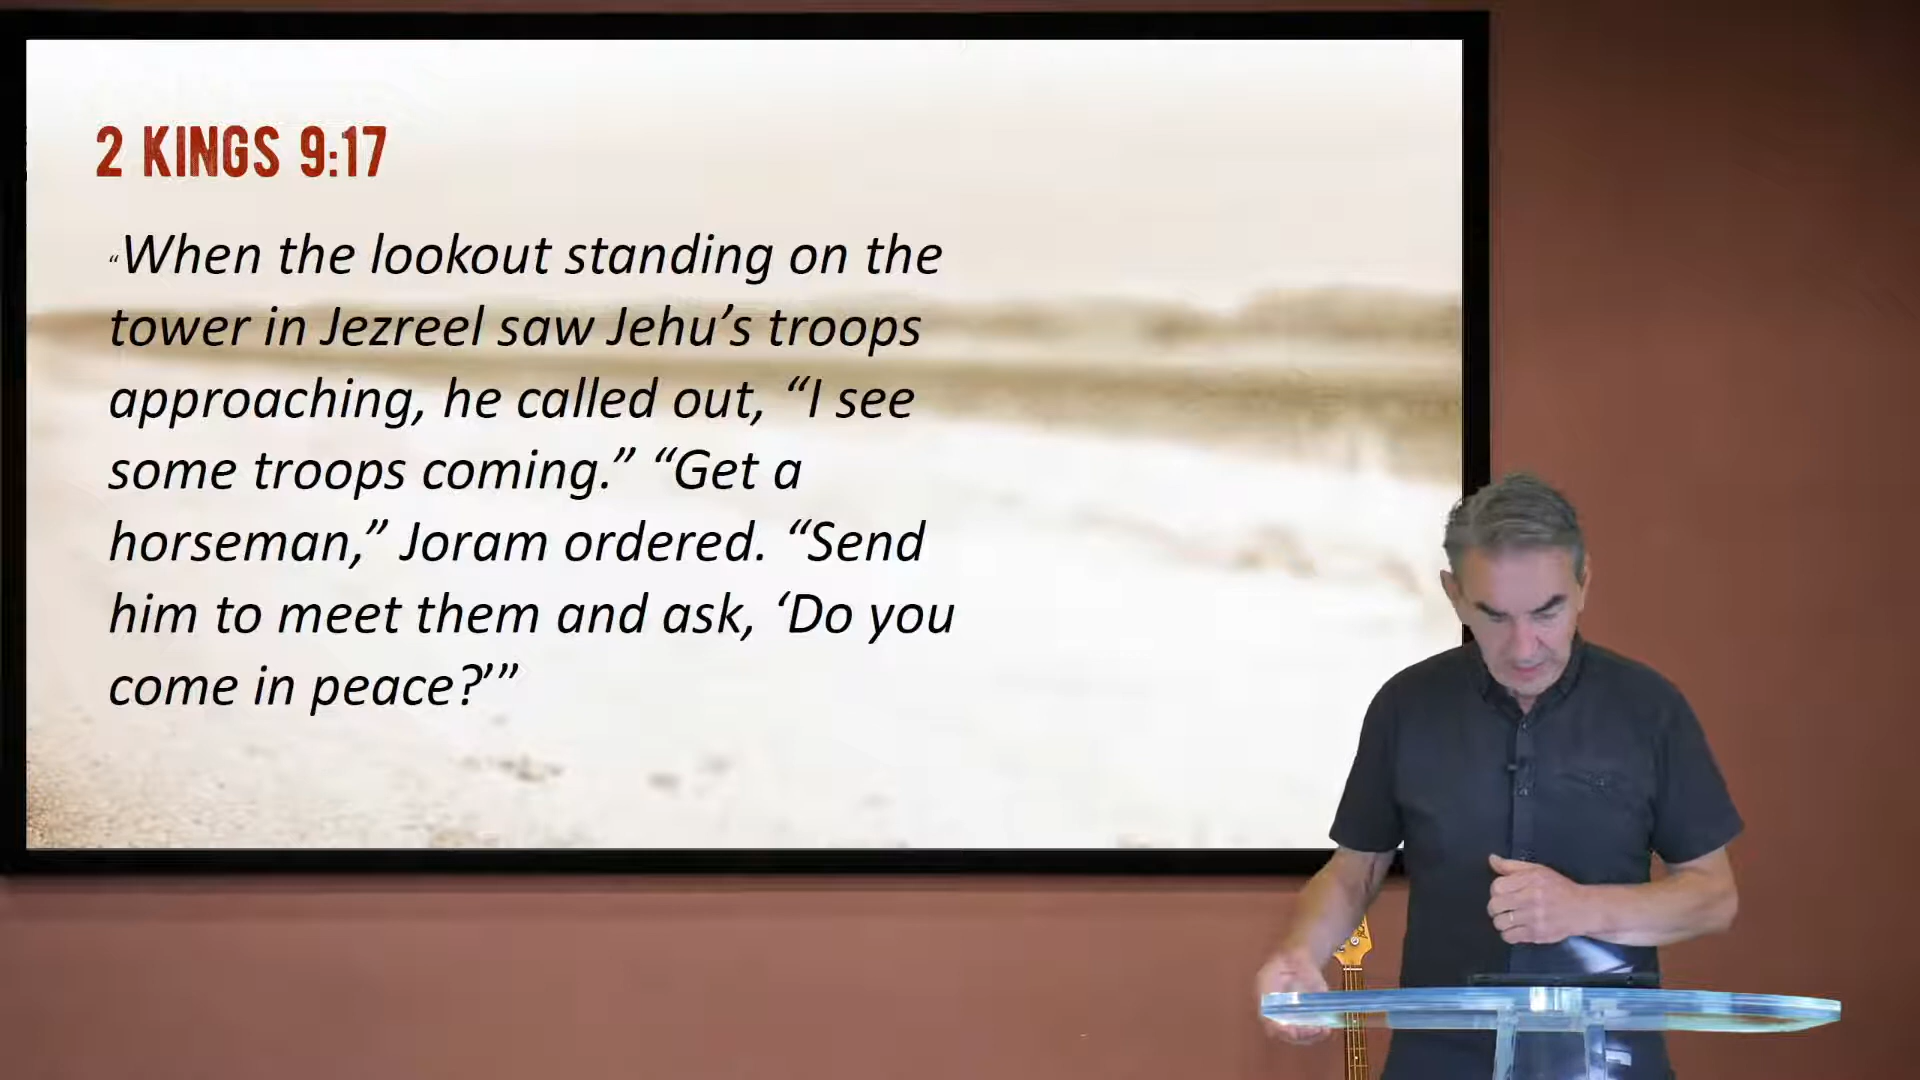 2 KINGS 9:17
“When the lookout standing on the
tower in Jezreel saw Jehu’s troops
approaching, he called out, “I see
some troops coming.” “Get a
horseman,” Joram ordered. “Send
him to meet them and ask, ‘Do you
come in peace?’”